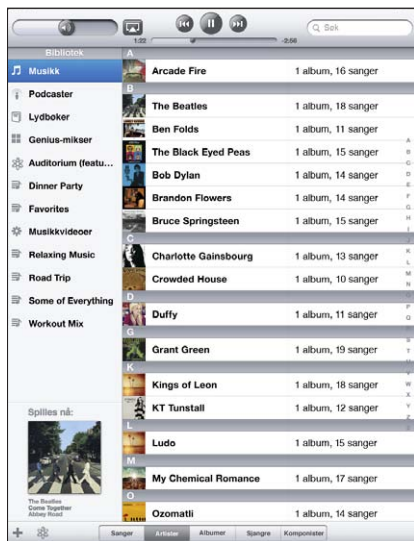 1:22
-2:56
Søk
Bibliotek
Musikk
Podcaster
Lydbøker
Genius-mikser
Auditorium (featu...
Dinner Party
Favorites
Musikkvideoer
Relaxing Music
Road Trip
Some of Everything
Workout Mix
Spilles nå:
The Beatles
Come Together
Abbey Road
A
Arcade Fire 1 album, 16 sanger
B
The Beatles 1 album, 18 sanger
Ben Folds 1 album, 11 sanger
The Black Eyed Peas 1 album, 15 sanger
Bob Dylan 1 album, 14 sanger
Brandon Flowers 1 album, 14 sanger
Bruce Springsteen 1 album, 15 sanger
C
Charlotte Gainsbourg 1 album, 13 sanger
Crowded House 1 album, 10 sanger
D
Duffy 1 album, 11 sanger
G
Grant Green 1 album, 19 sanger
K
Kings of Leon 1 album, 18 sanger
KT Tunstall 1 album, 12 sanger
L
Ludo 1 album, 15 sanger
M
My Chemical Romance 1 album, 17 sanger
O
Ozomatli 1 album, 14 sanger
Sanger Artister Albumer Sjangre Komponister